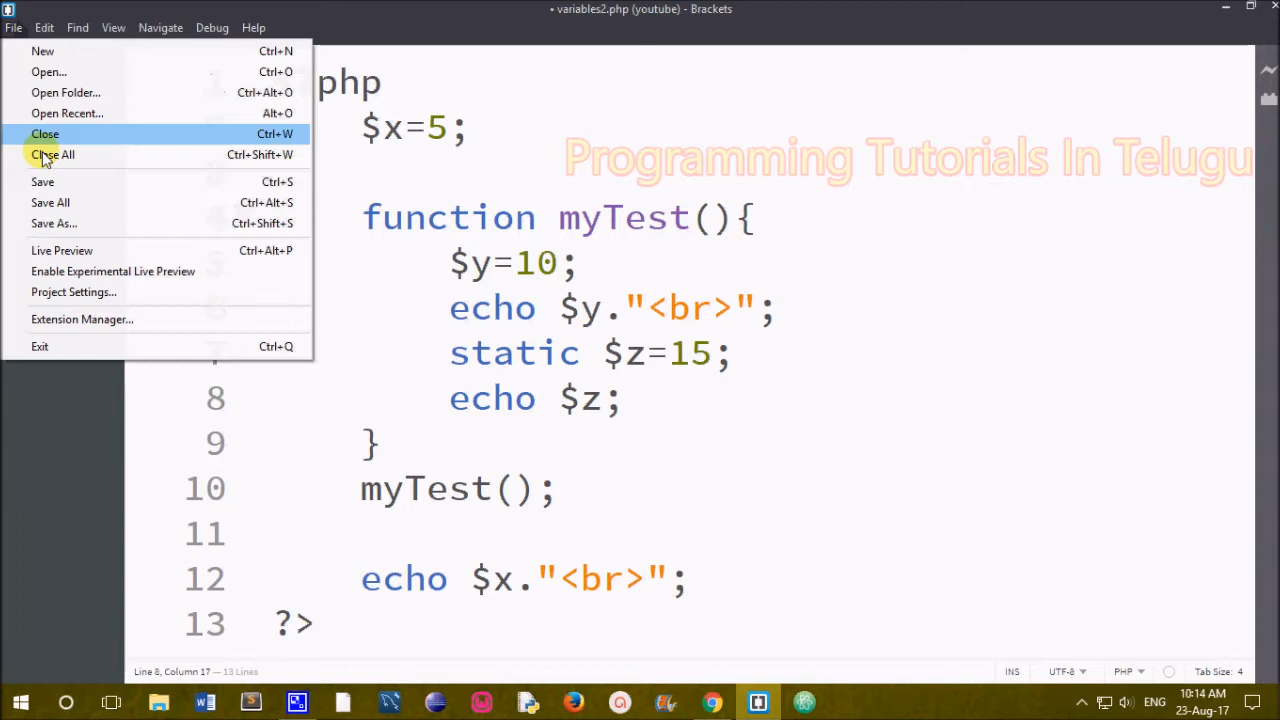 • variables2.php (youtube) - Brackets
File Edit Find View Navigate Debug Help
New Ctrl+N
Open... Ctrl+O
Open Folder... Ctrl+Alt+O
Open Recent... Alt+O
Close Ctrl+W
Close All Ctrl+Shift+W
Save Ctrl+S
Save All Ctrl+Alt+S
Save As... Ctrl+Shift+S
Live Preview Ctrl+Alt+P
Enable Experimental Live Preview
Project Settings...
Extension Manager...
Exit Ctrl+Q
php
$x=5;
Programming Tutorials In Telugu
function myTest(){
$y=10;
echo $y."<br>";
static $z=15;
8 echo $z;
9 }
10 myTest();
11
12 echo $x."<br>";
13 ?>
Line 8, Column 17 — 13 Lines INS UTF-8 PHP Tab Size: 4
ENG 10:14 AM
23-Aug-17